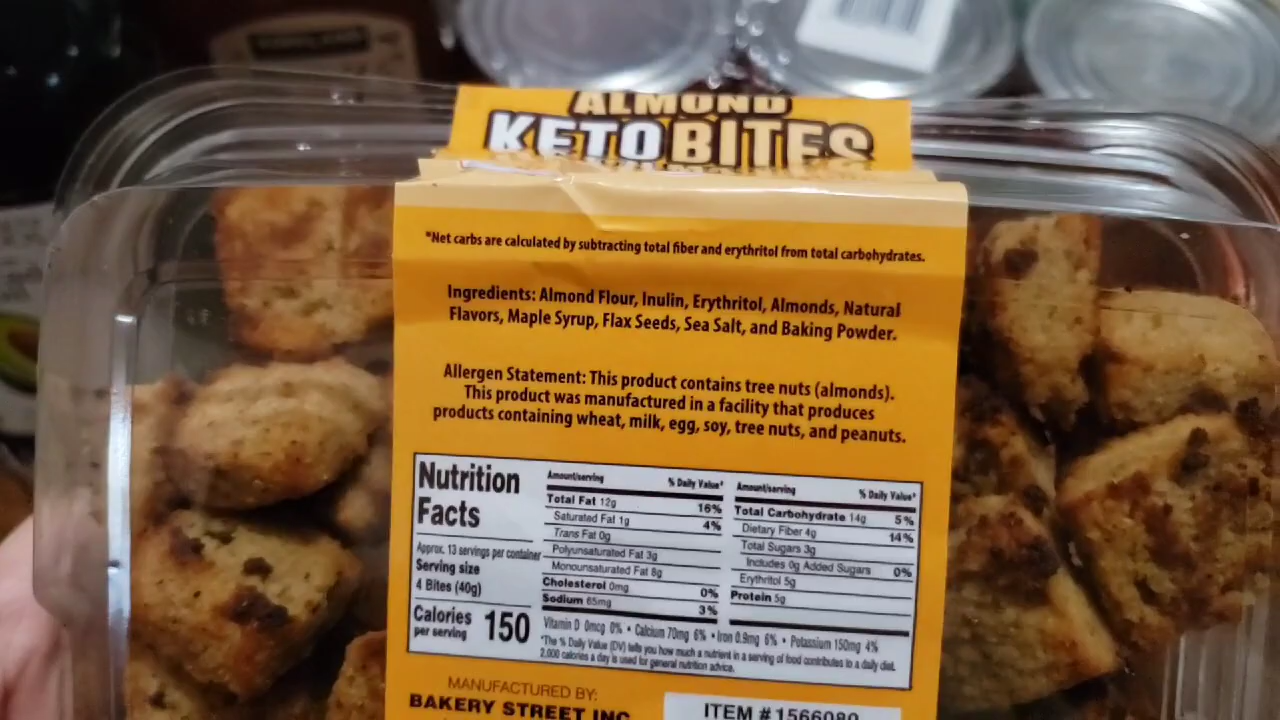 ALMOND
KETO BITES
*Net carbs are calculated by subtracting total fiber and erythritol from total carbohydrates.
Ingredients: Almond Flour, Inulin, Erythritol, Almonds, Natural
Flavors, Maple Syrup, Flax Seeds, Sea Salt, and Baking Powder.
Allergen Statement: This product contains tree nuts (almonds).
This product was manufactured in a facility that produces
products containing wheat, milk, egg, soy, tree nuts, and peanuts.
Nutrition
Facts
Approx. 13 servings per container
Serving size
4 Bites (40g)
Calories
per serving 150
Amount/serving % Daily Value*
Total Fat 12g 16%
Saturated Fat 1g 4%
Trans Fat 0g
Polyunsaturated Fat 3g
Monounsaturated Fat 8g
Cholesterol 0mg 0%
Sodium 65mg 3%
Amount/serving % Daily Value*
Total Carbohydrate 14g 5%
Dietary Fiber 4g 14%
Total Sugars 3g
Includes 0g Added Sugars 0%
Erythritol 5g
Protein 5g
Vitamin D 0mcg 0% • Calcium 70mg 6% • Iron 0.9mg 6% • Potassium 150mg 4%
*The % Daily Value (DV) tells you how much a nutrient in a serving of food contributes to a daily diet.
2,000 calories a day is used for general nutrition advice.
MANUFACTURED BY:
BAKERY STREET INC
ITEM # 1566080